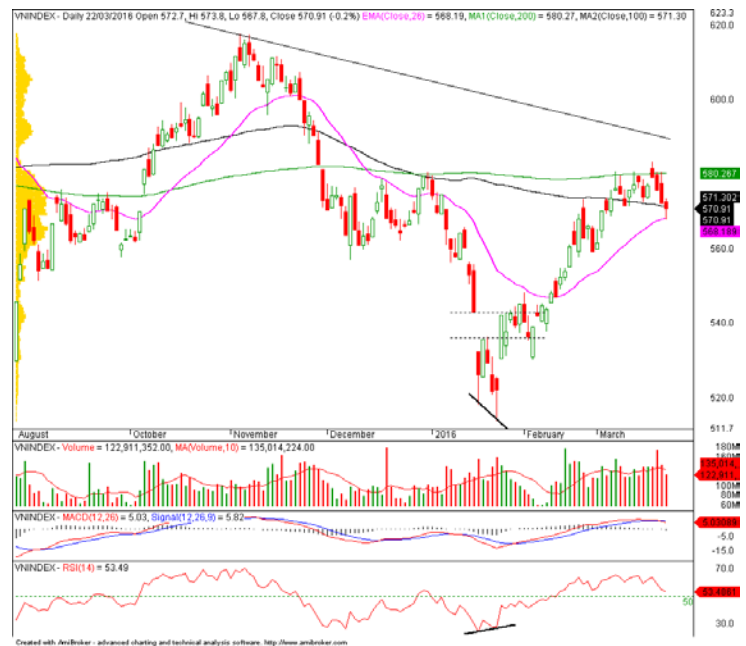 VNINDEX - Daily 22/03/2016 Open 572.7, Hi 573.8, Lo 567.8, Close 570.91 (-0.2%) EMA(Close,26) = 568.19, MA1(Close,200) = 580.27, MA2(Close,100) = 571.30
623.3
620.0
600.0
580.267
571.302
570.91
570.91
568.189
560.0
540.0
520.0
511.7
August October November December 2016 February March
VNINDEX - Volume = 122,911,352.00, MA(Volume,10) = 135,014,224.00
180M
160M
135,014,
122,911,
100M
80M
60M
VNINDEX - MACD(12,26) = 5.03, Signal(12,26,9) = 5.82
5.03089
-5.0
-15.0
VNINDEX - RSI(14) = 53.49
70.0
53.4881
50
30.0
Created with AmiBroker - advanced charting and technical analysis software. http://www.amibroker.com